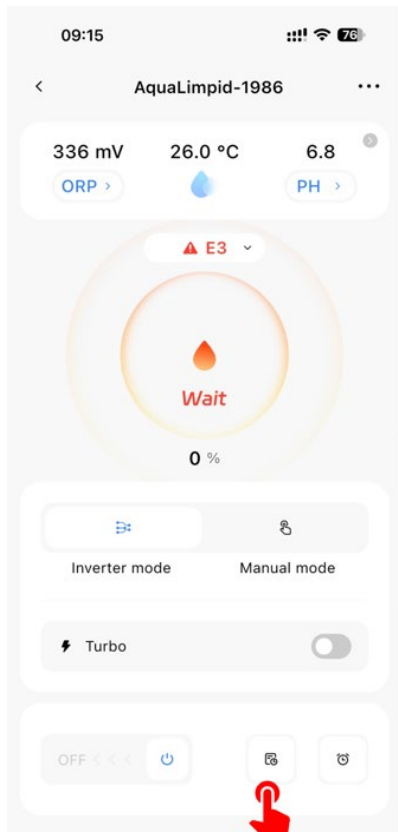 09:15 76
AquaLimpid-1986
336 mV 26.0 °C 6.8
ORP PH
E3
Wait
0 %
Inverter mode Manual mode
Turbo
OFF